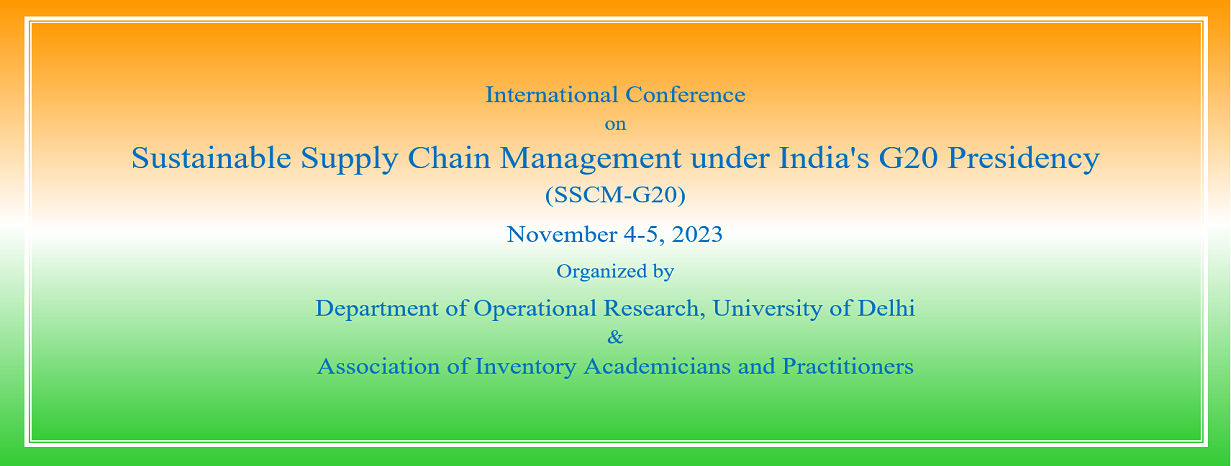 International Conference
on
Sustainable Supply Chain Management under India's G20 Presidency
(SSCM-G20)
November 4-5, 2023
Organized by
Department of Operational Research, University of Delhi
&
Association of Inventory Academicians and Practitioners